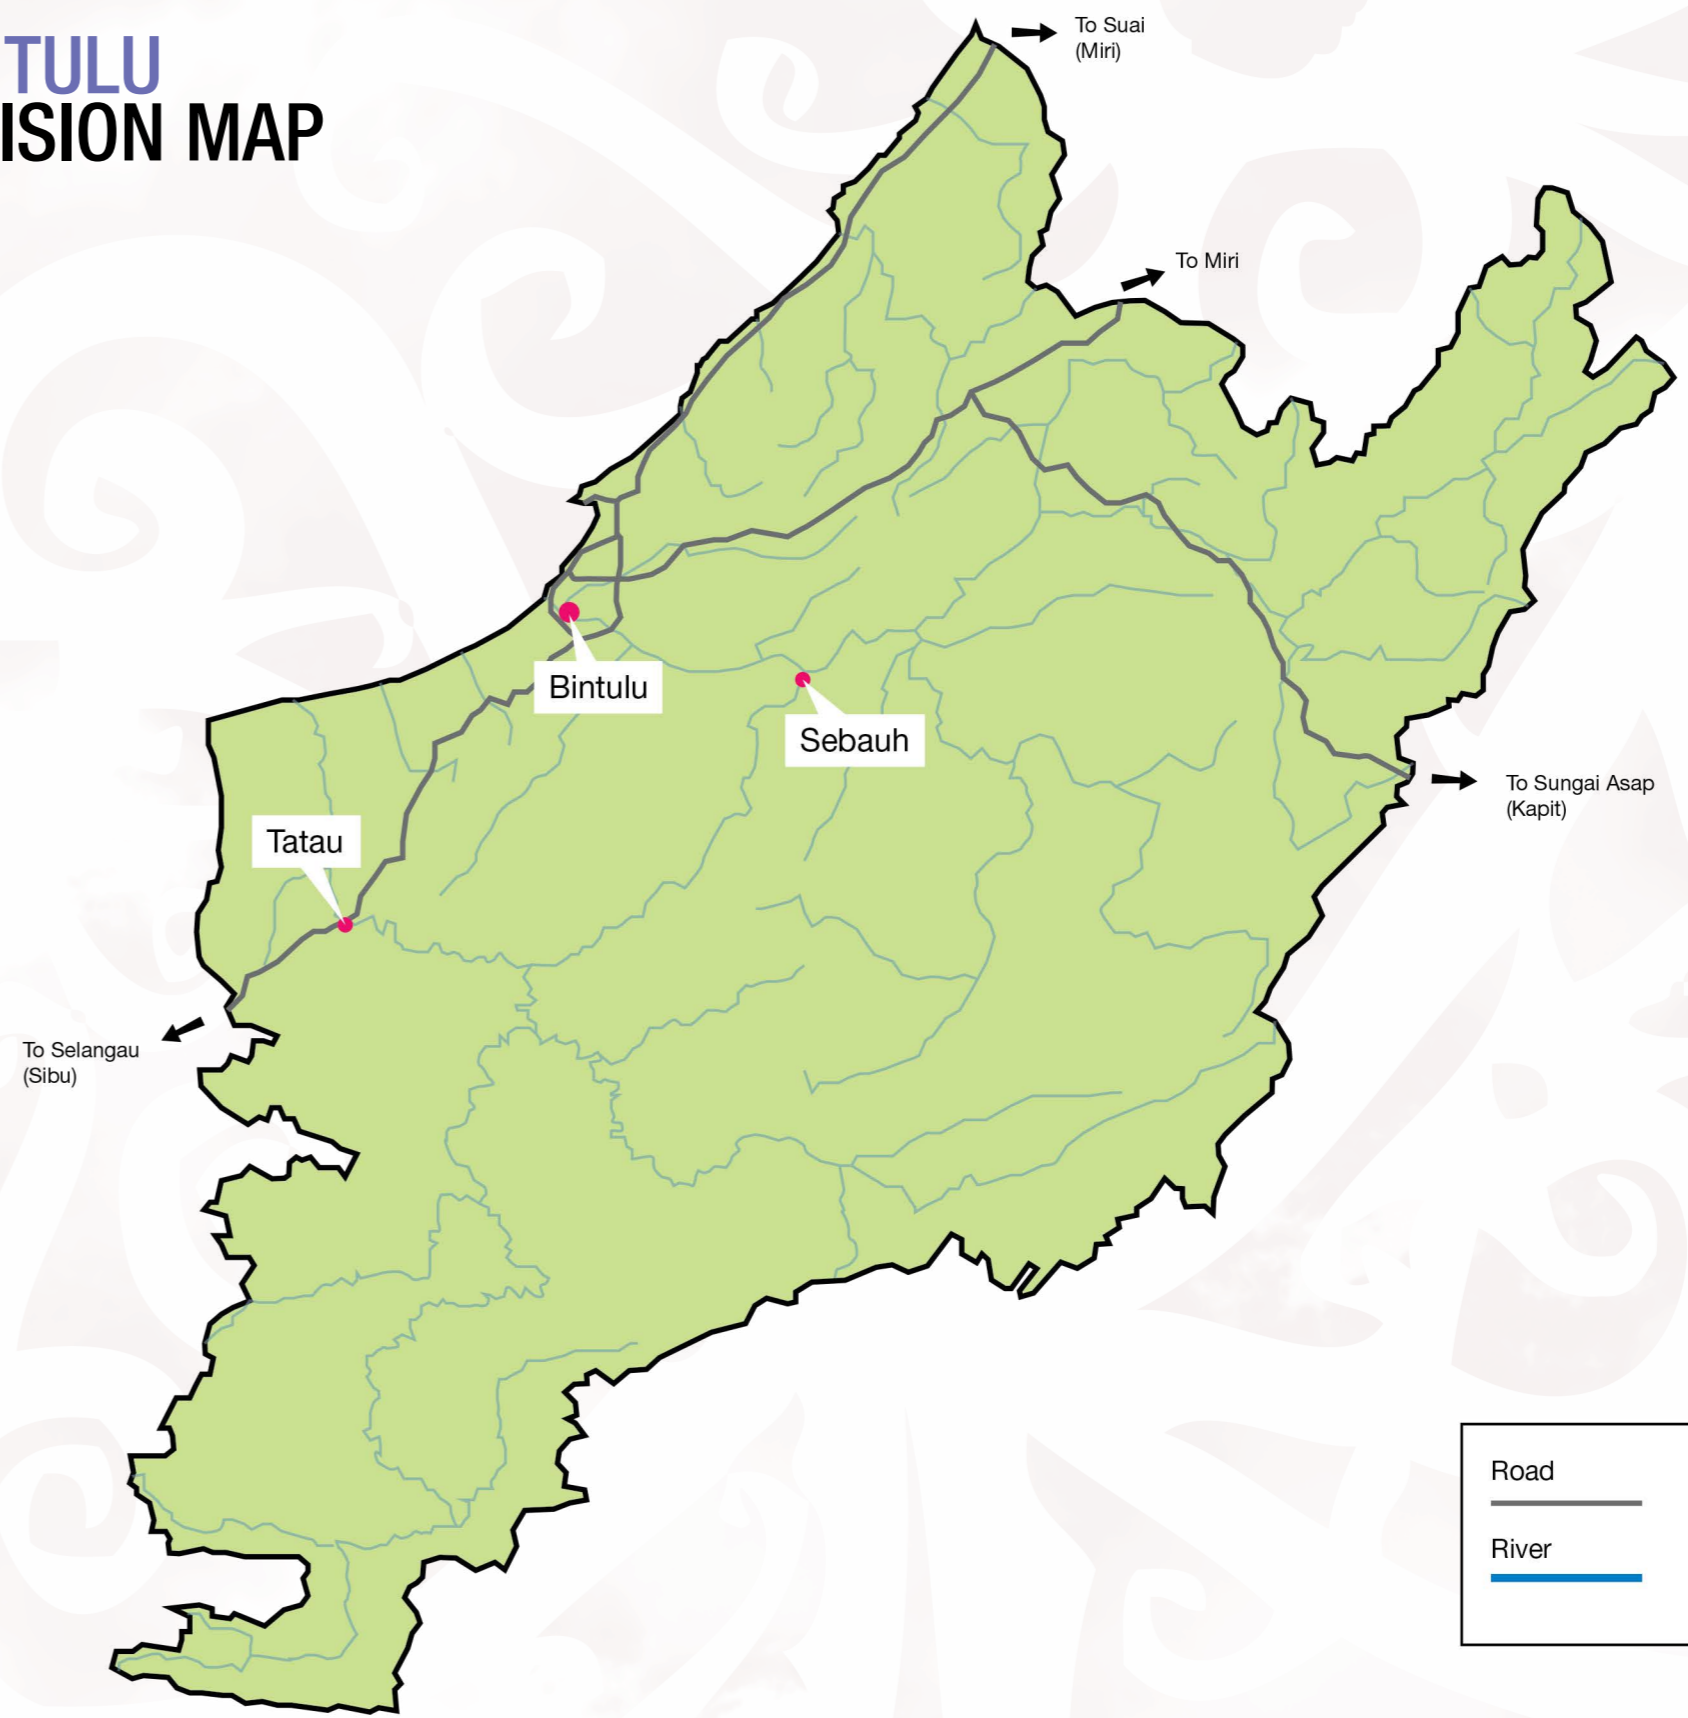 TULU
ISION MAP
To Suai
(Miri)
To Miri
Bintulu
Sebauh
To Sungai Asap
(Kapit)
Tatau
To Selangau
(Sibu)
Road
River